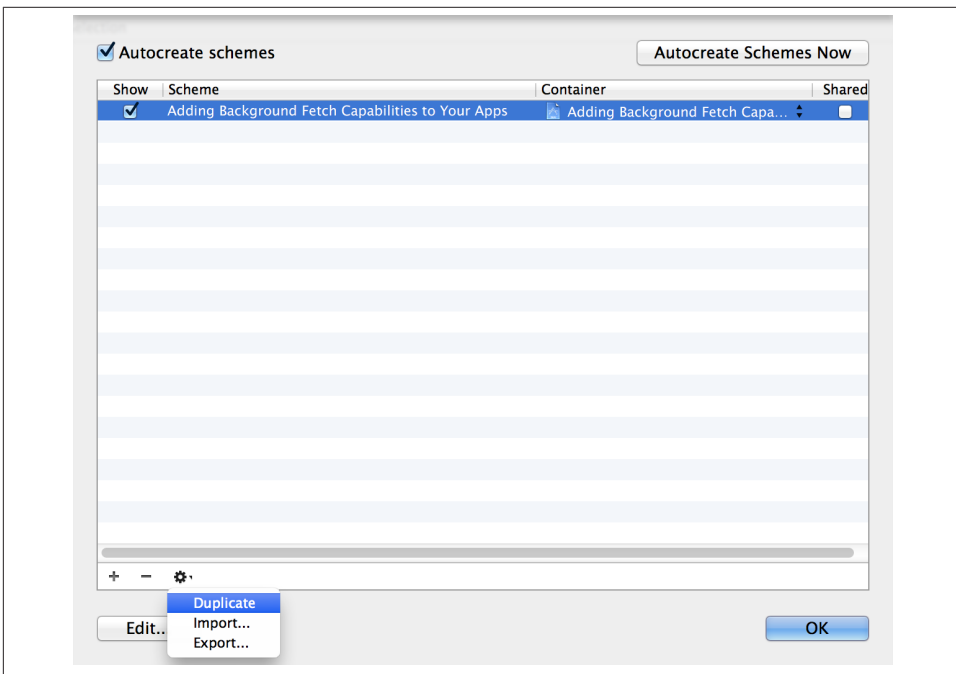 Autocreate schemes
Autocreate Schemes Now
Show Scheme Container Shared
Adding Background Fetch Capabilities to Your Apps Adding Background Fetch Capa...
Duplicate
Import...
Export...
Edit..
OK